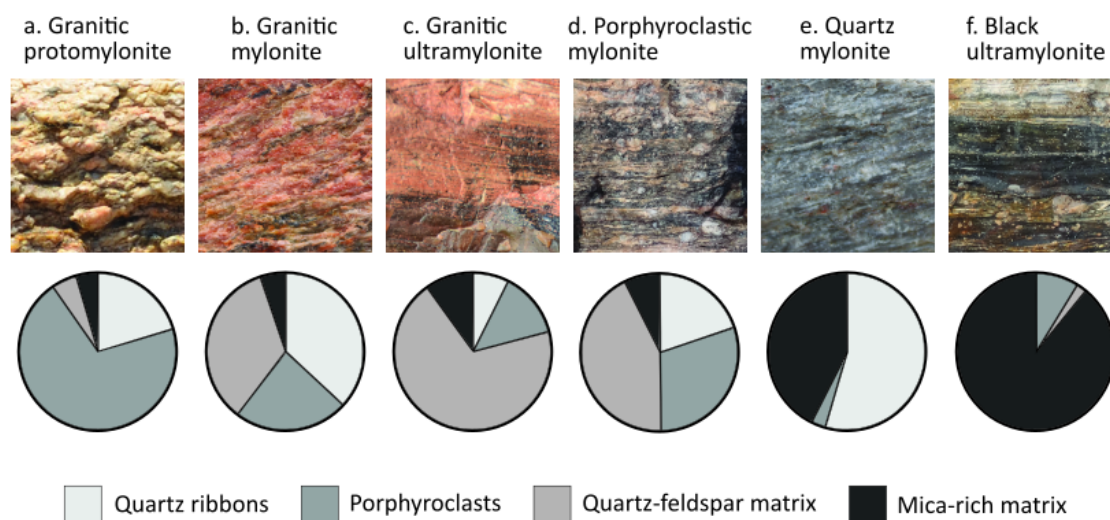 a. Granitic
protomylonite
b. Granitic
mylonite
c. Granitic
ultramylonite
d. Porphyroclastic
mylonite
e. Quartz
mylonite
f. Black
ultramylonite
Quartz ribbons
Porphyroclasts
Quartz-feldspar matrix
Mica-rich matrix